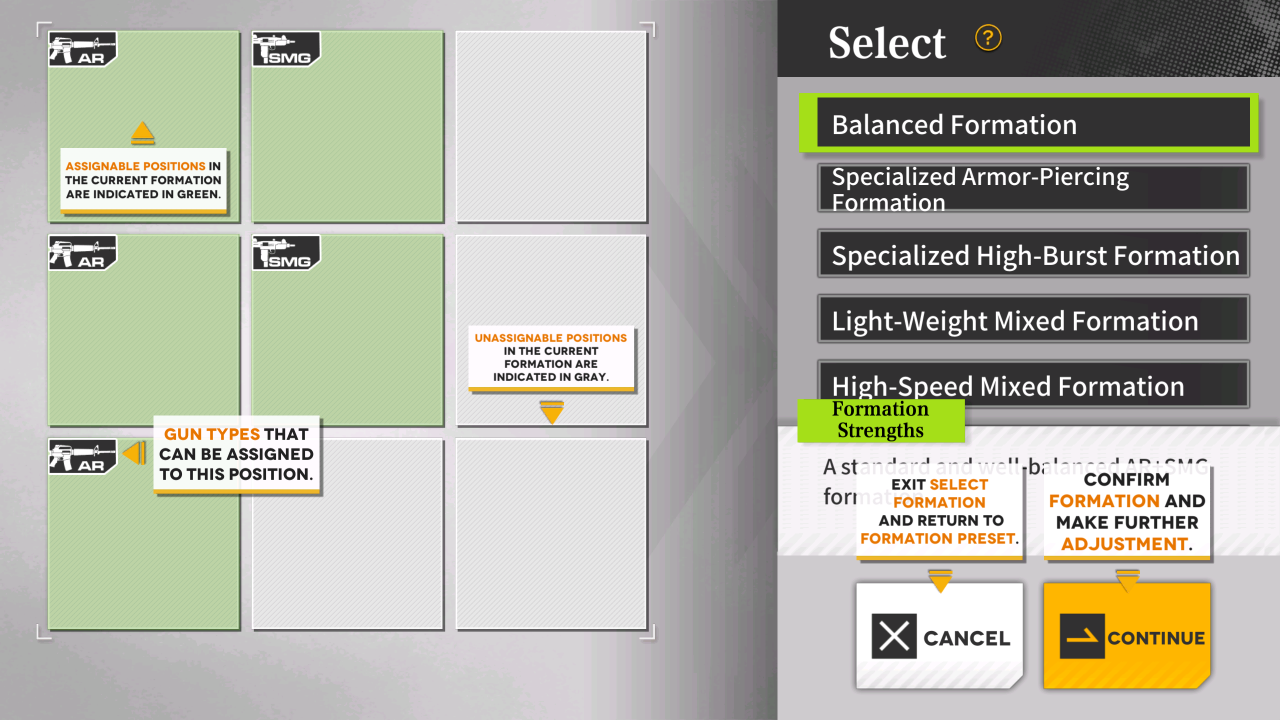 AR
SMG
ASSIGNABLE POSITIONS IN
THE CURRENT FORMATION
ARE INDICATED IN GREEN.
AR
SMG
UNASSIGNABLE POSITIONS
IN THE CURRENT
FORMATION ARE
INDICATED IN GRAY.
AR
GUN TYPES THAT
CAN BE ASSIGNED
TO THIS POSITION.
Select ?
Balanced Formation
Specialized Armor-Piercing
Formation
Specialized High-Burst Formation
Light-Weight Mixed Formation
High-Speed Mixed Formation
Formation
Strengths
A standard and well-balanced AR+SMG
formation.
EXIT SELECT
FORMATION
AND RETURN TO
FORMATION PRESET.
CONFIRM
FORMATION AND
MAKE FURTHER
ADJUSTMENT.
CANCEL
CONTINUE